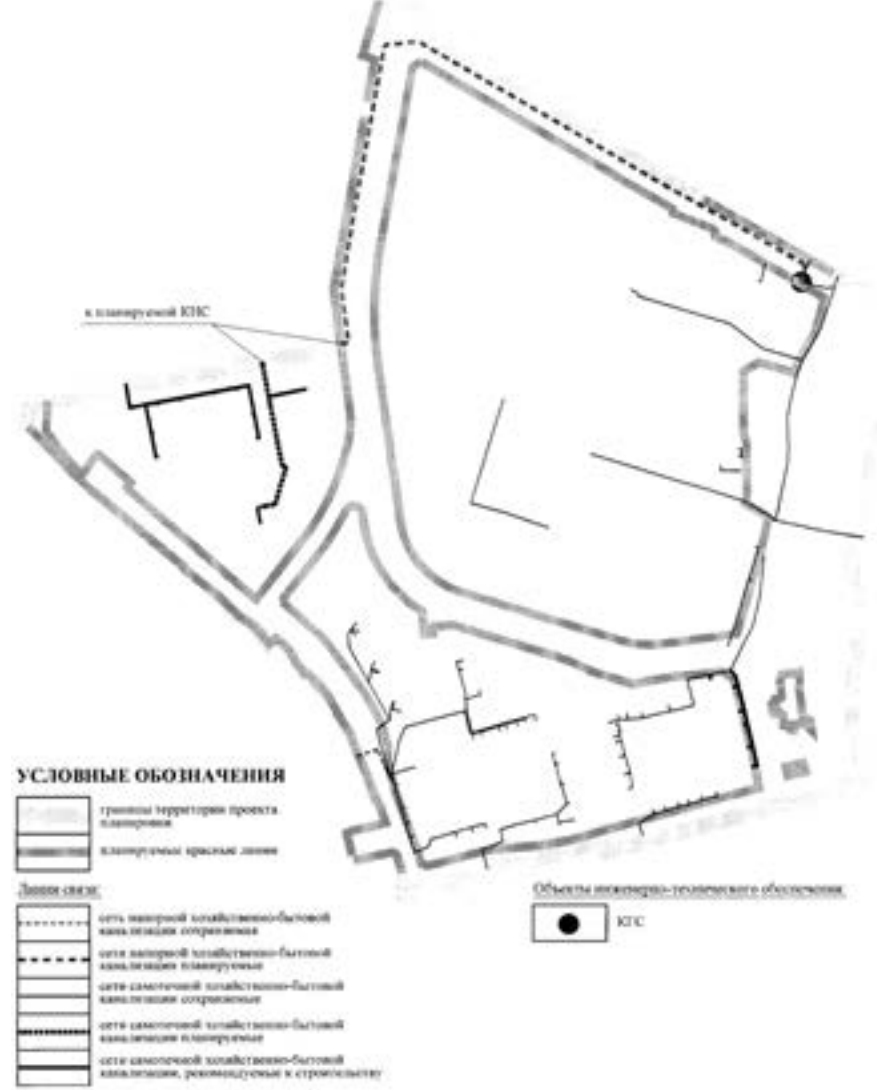 к планируемой КНС
УСЛОВНЫЕ ОБОЗНАЧЕНИЯ
границы территории проекта
планировки
планируемые красные линии
Линии связи:
Объекты инженерно-технического обеспечения
сеть напорной хозяйственно-бытовой
канализации сохраняемая
КГС
сети напорной хозяйственно-бытовой
канализации планируемые
сети самотечной хозяйственно-бытовой
канализации сохраняемые
сети самотечной хозяйственно-бытовой
канализации планируемые
сети самотечной хозяйственно-бытовой
канализации, рекомендуемые к строительству